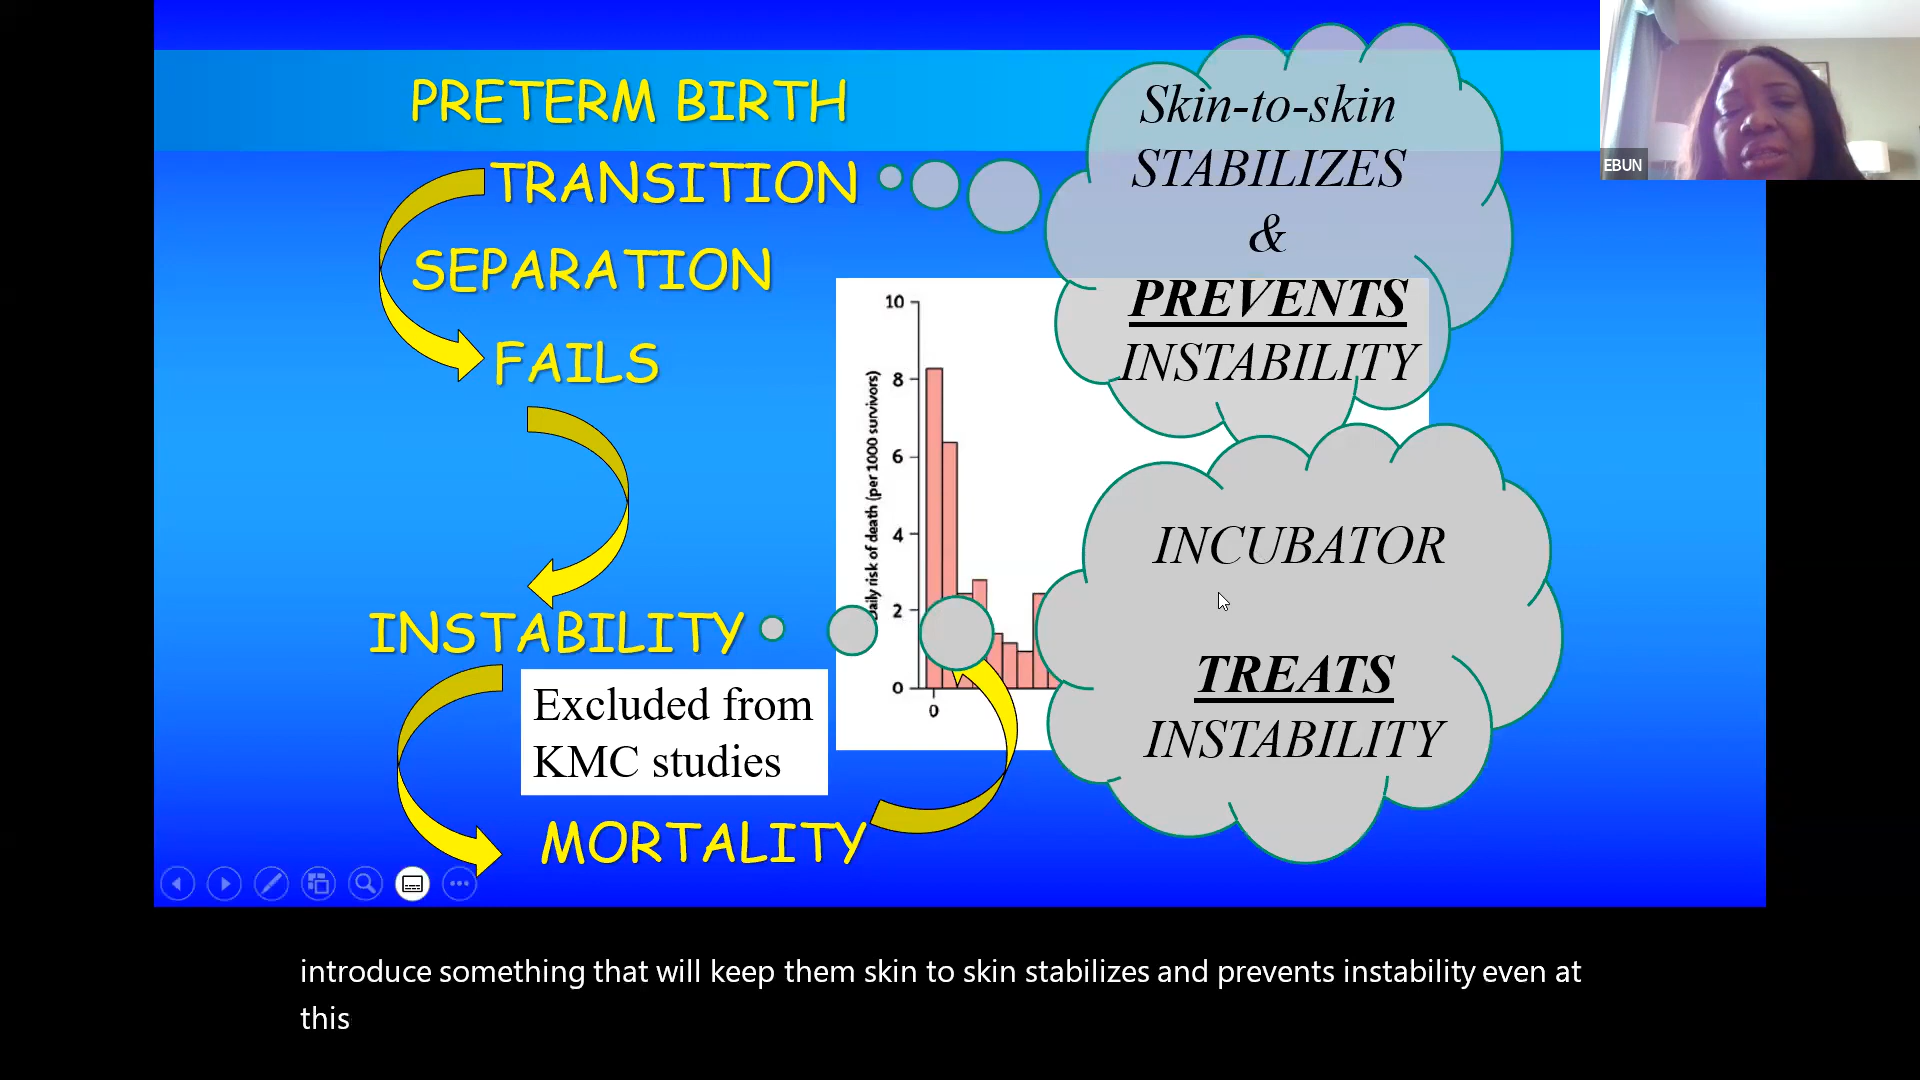 PRETERM BIRTH
TRANSITION
SEPARATION
FAILS
INSTABILITY
Excluded from
KMC studies
MORTALITY
Skin-to-skin
STABILIZES
&
PREVENTS
INSTABILITY
Daily risk of death (per 1000 survivors)
10
8
6
4
2
0
0
INCUBATOR
TREATS
INSTABILITY
EBUN
introduce something that will keep them skin to skin stabilizes and prevents instability even at
this